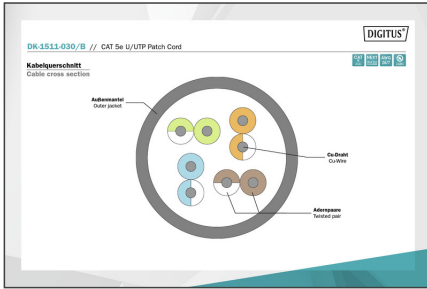 DIGITUS®
DK-1511-030/B // CAT 5e U/UTP Patch Cord
Kabelquerschnitt
Cable cross section
Außenmantel
Outer jacket
Cu-Draht
Cu-Wire
Aderpaare
Twisted pair